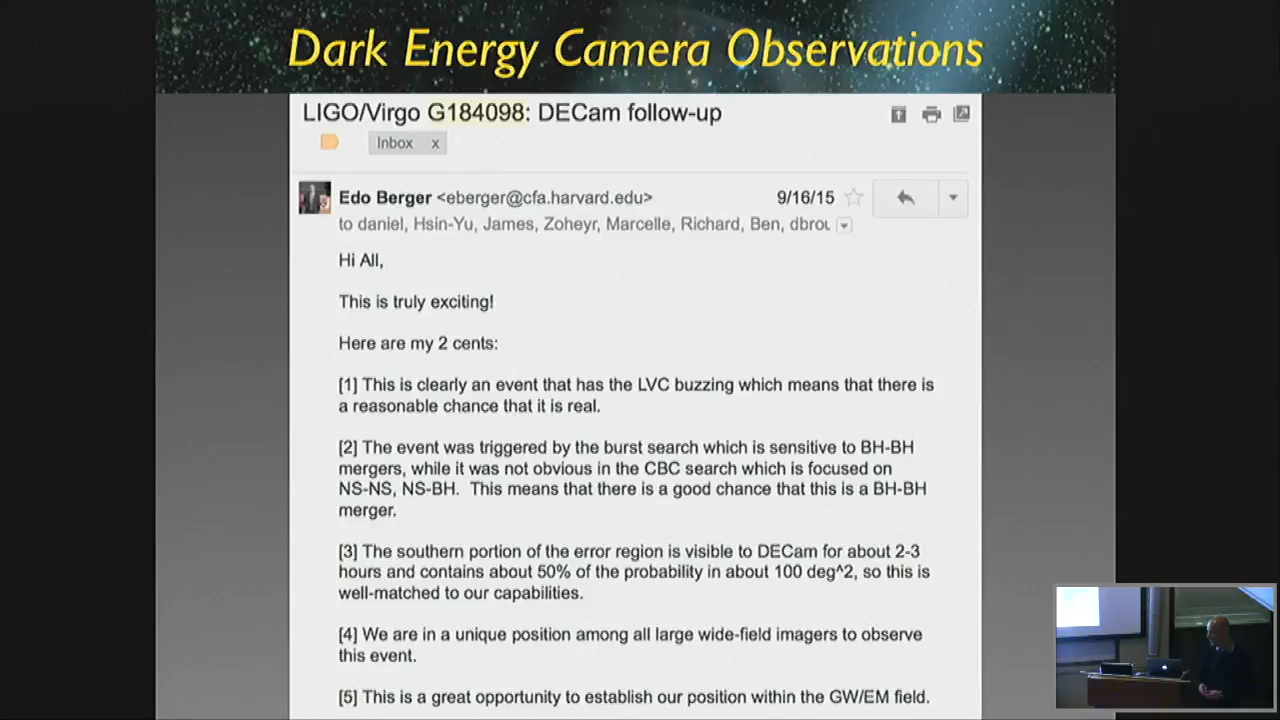 Dark Energy Camera Observations
LIGO/Virgo G184098: DECam follow-up
Inbox x
Edo Berger <eberger@cfa.harvard.edu> 9/16/15
to daniel, Hsin-Yu, James, Zoheyr, Marcelle, Richard, Ben, dbrou
Hi All,
This is truly exciting!
Here are my 2 cents:
[1] This is clearly an event that has the LVC buzzing which means that there is
a reasonable chance that it is real.
[2] The event was triggered by the burst search which is sensitive to BH-BH
mergers, while it was not obvious in the CBC search which is focused on
NS-NS, NS-BH. This means that there is a good chance that this is a BH-BH
merger.
[3] The southern portion of the error region is visible to DECam for about 2-3
hours and contains about 50% of the probability in about 100 deg^2, so this is
well-matched to our capabilities.
[4] We are in a unique position among all large wide-field imagers to observe
this event.
[5] This is a great opportunity to establish our position within the GW/EM field.